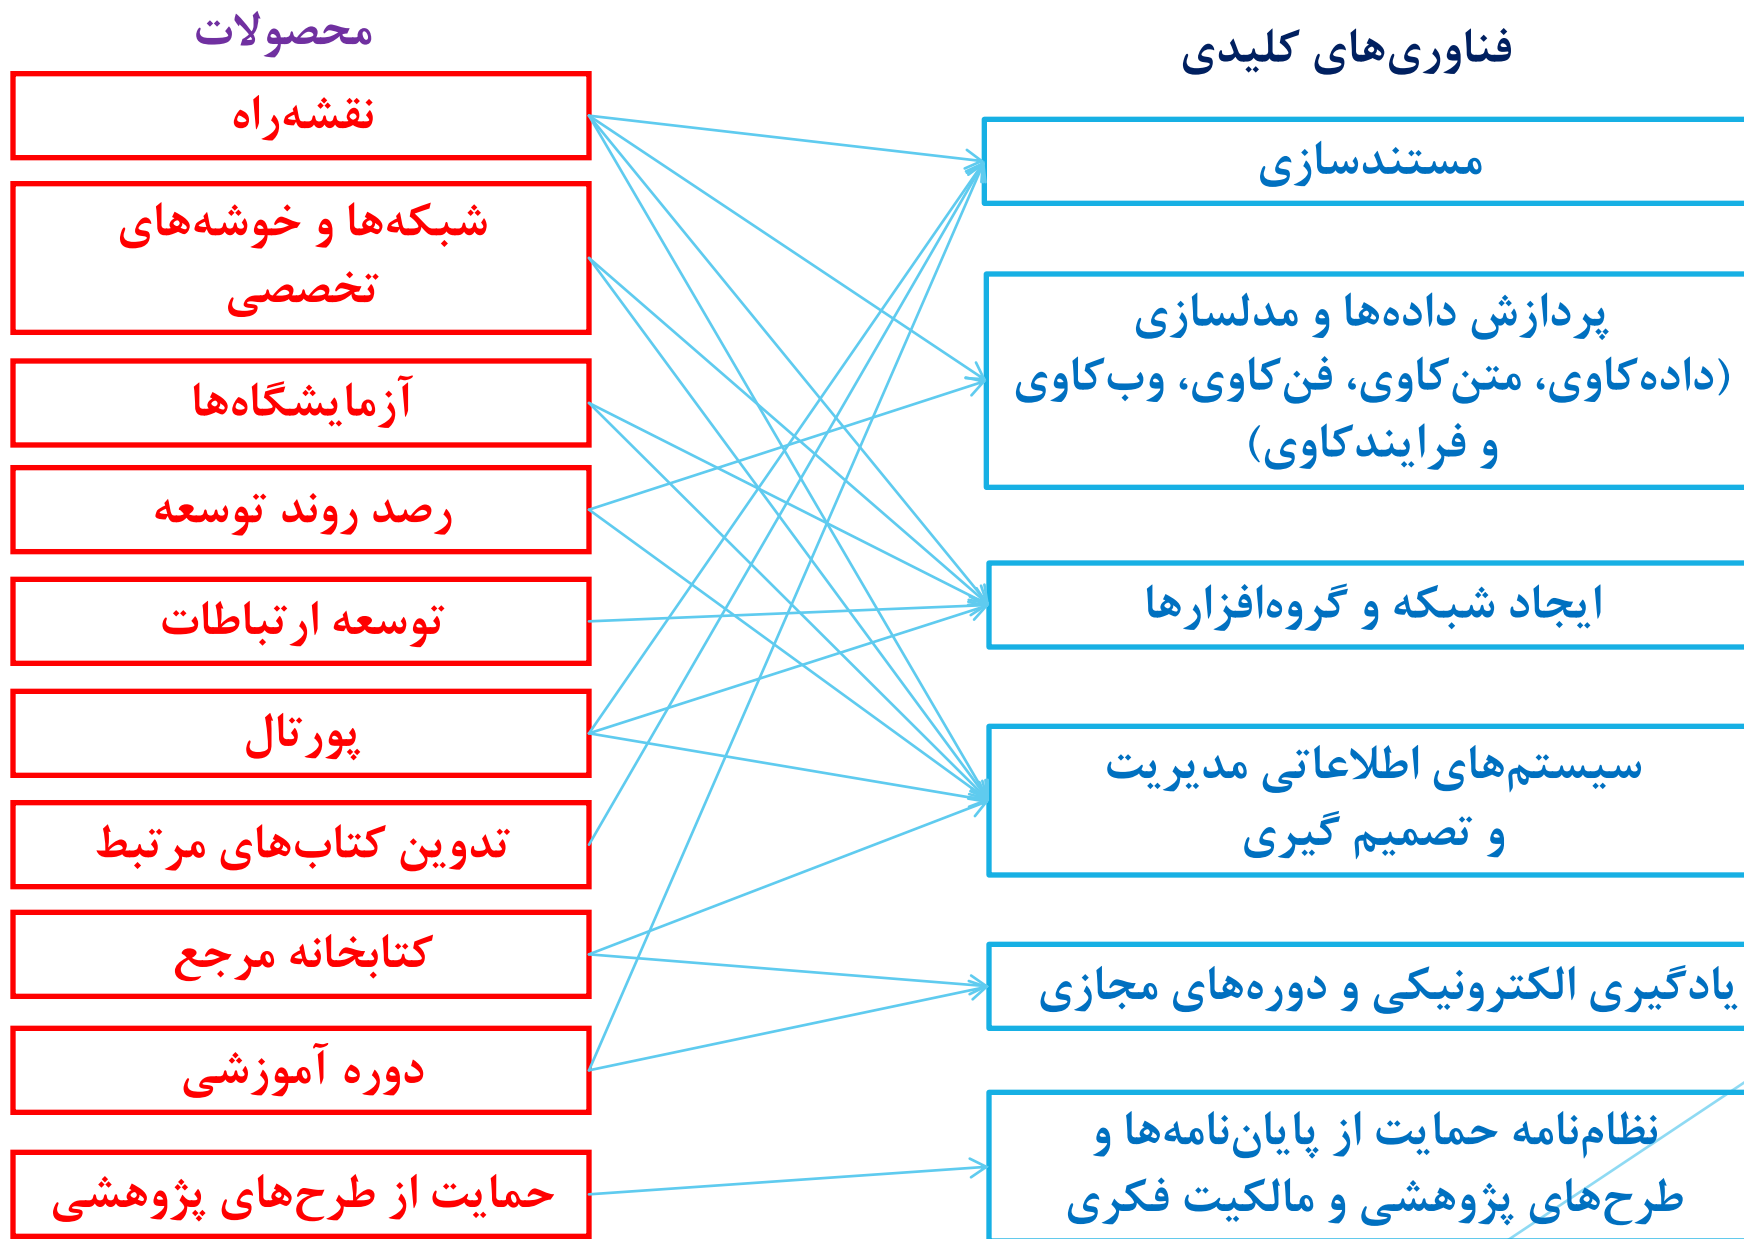 فناوری‌های کلیدی
مستندسازی
پردازش داده‌ها و مدلسازی
(داده‌کاوی، متن‌کاوی، فن‌کاوی، وب‌کاوی
و فرایندکاوی)
ایجاد شبکه و گروه‌افزارها
سیستم‌های اطلاعاتی مدیریت
و تصمیم گیری
یادگیری الکترونیکی و دوره‌های مجازی
نظام‌نامه حمایت از پایان‌نامه‌ها و
طرح‌های پژوهشی و مالکیت فکری
محصولات
نقشه‌راه
شبکه‌ها و خوشه‌های
تخصصی
آزمایشگاه‌ها
رصد روند توسعه
توسعه ارتباطات
پورتال
تدوین کتاب‌های مرتبط
کتابخانه مرجع
دوره آموزشی
حمایت از طرح‌های پژوهشی